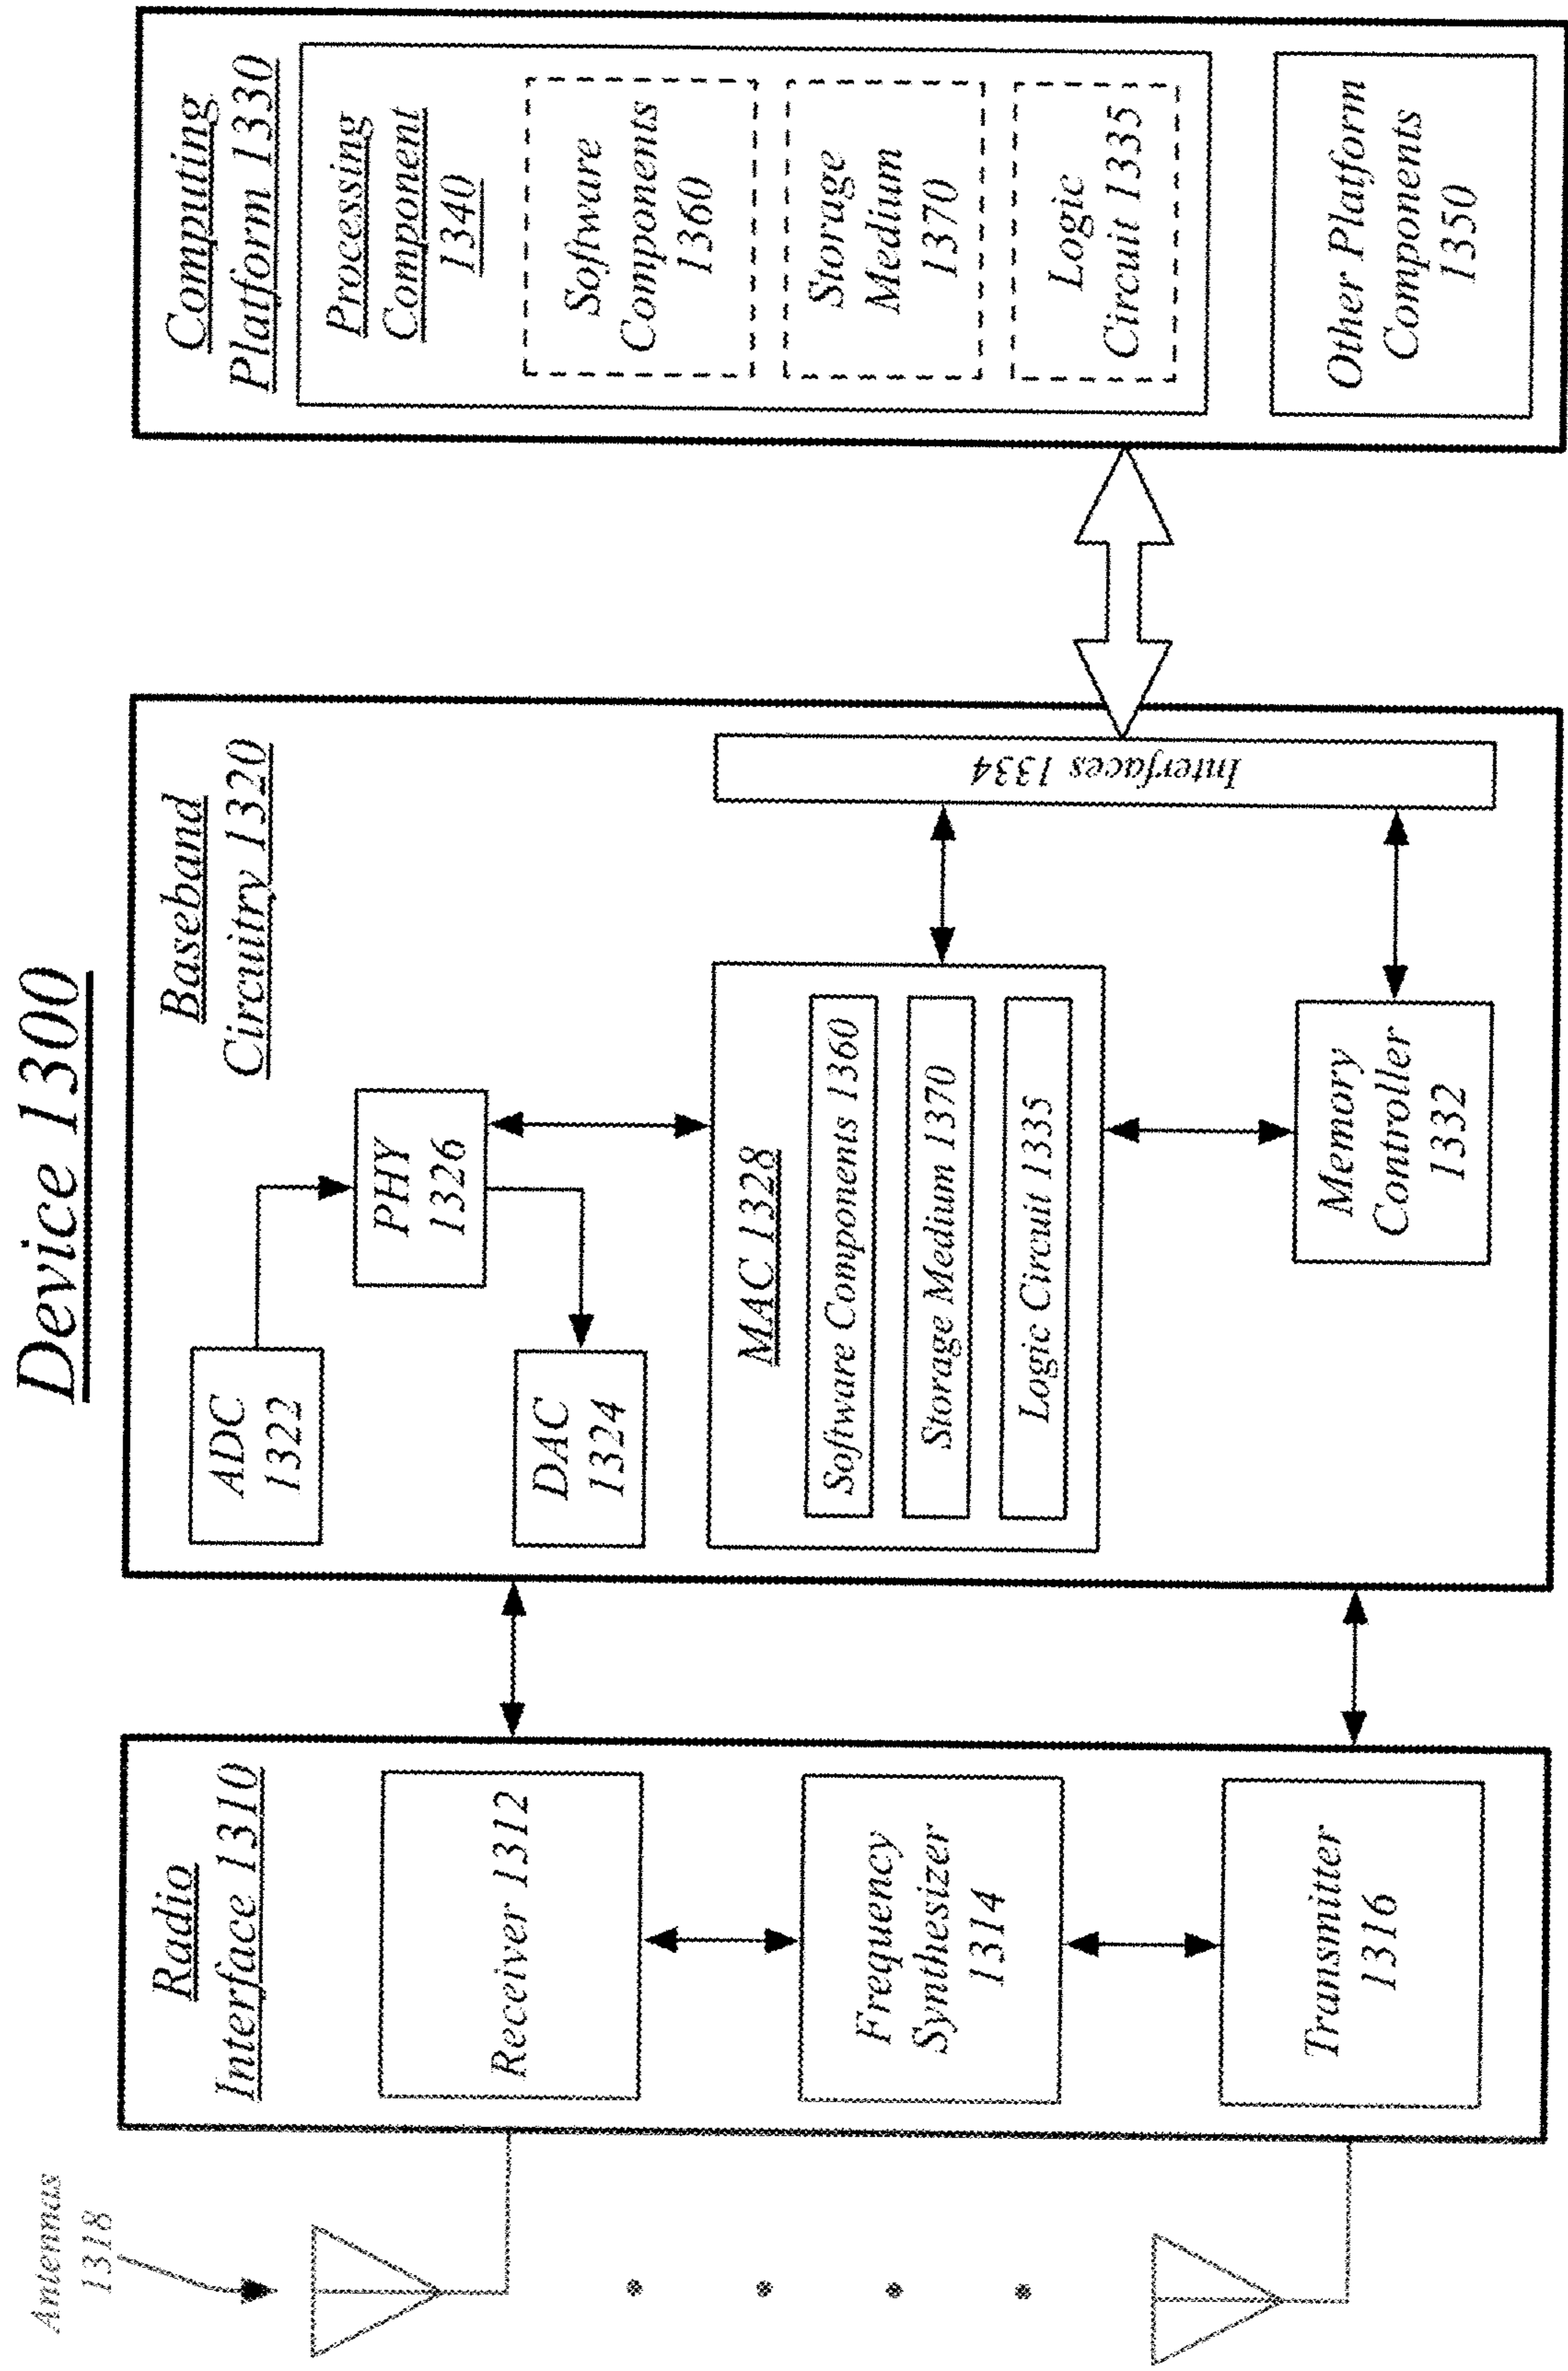 Device 1300
Antennas
1318
Radio
Interface 1310
Receiver 1312
Frequency
Synthesizer
1314
Transmitter
1316
Baseband
Circuitry 1320
ADC
1322
PHY
1326
DAC
1324
MAC 1328
Software Components 1360
Storage Medium 1370
Logic Circuit 1335
Memory
Controller
1332
Interfaces 1334
Computing
Platform 1330
Processing
Component
1340
Software
Components
1360
Storage
Medium
1370
Logic
Circuit 1335
Other Platform
Components
1350